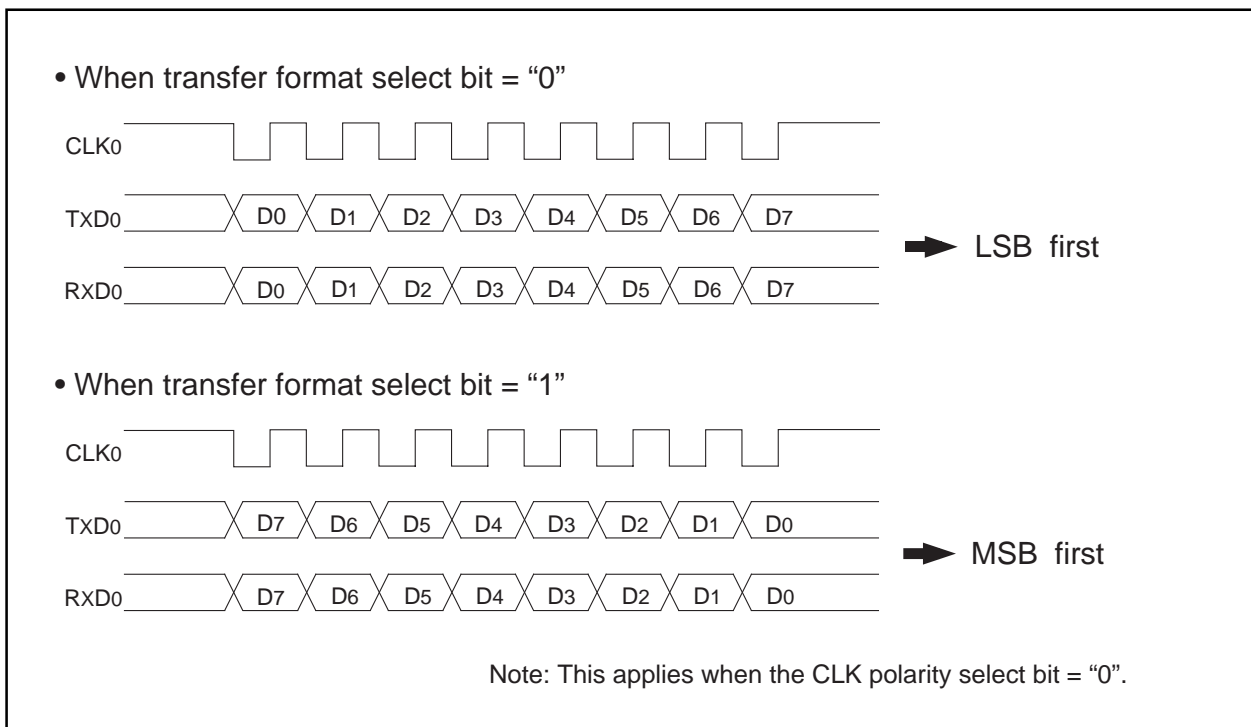 • When transfer format select bit = “0”
CLK0
TXD0 D0 D1 D2 D3 D4 D5 D6 D7
RXD0 D0 D1 D2 D3 D4 D5 D6 D7
LSB first
• When transfer format select bit = “1”
CLK0
TXD0 D7 D6 D5 D4 D3 D2 D1 D0
RXD0 D7 D6 D5 D4 D3 D2 D1 D0
MSB first
Note: This applies when the CLK polarity select bit = “0”.